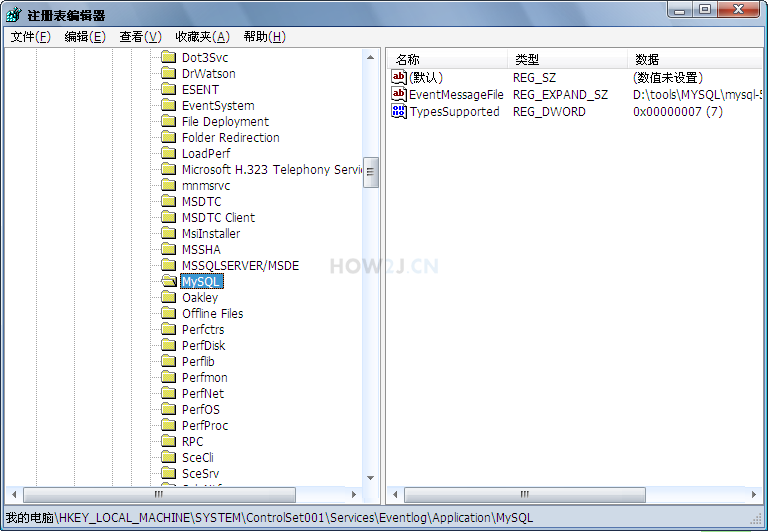 注册表编辑器
文件(F) 编辑(E) 查看(V) 收藏夹(A) 帮助(H)
Dot3Svc
DrWatson
ESENT
EventSystem
File Deployment
Folder Redirection
LoadPerf
Microsoft H.323 Telephony Servi
mnmsrvc
MSDTC
MSDTC Client
MsiInstaller
MSSHA
MSSQLSERVER/MSDE
MySQL
Oakley
Offline Files
Perfctrs
PerfDisk
Perflib
Perfmon
PerfNet
PerfOS
PerfProc
RPC
SceCli
SceSrv
名称 类型 数据
(默认) REG_SZ (数值未设置)
EventMessageFile REG_EXPAND_SZ D:\tools\MYSQL\mysql-5
TypesSupported REG_DWORD 0x00000007 (7)
HOW2J.CN
我的电脑\HKEY_LOCAL_MACHINE\SYSTEM\ControlSet001\Services\Eventlog\Application\MySQL